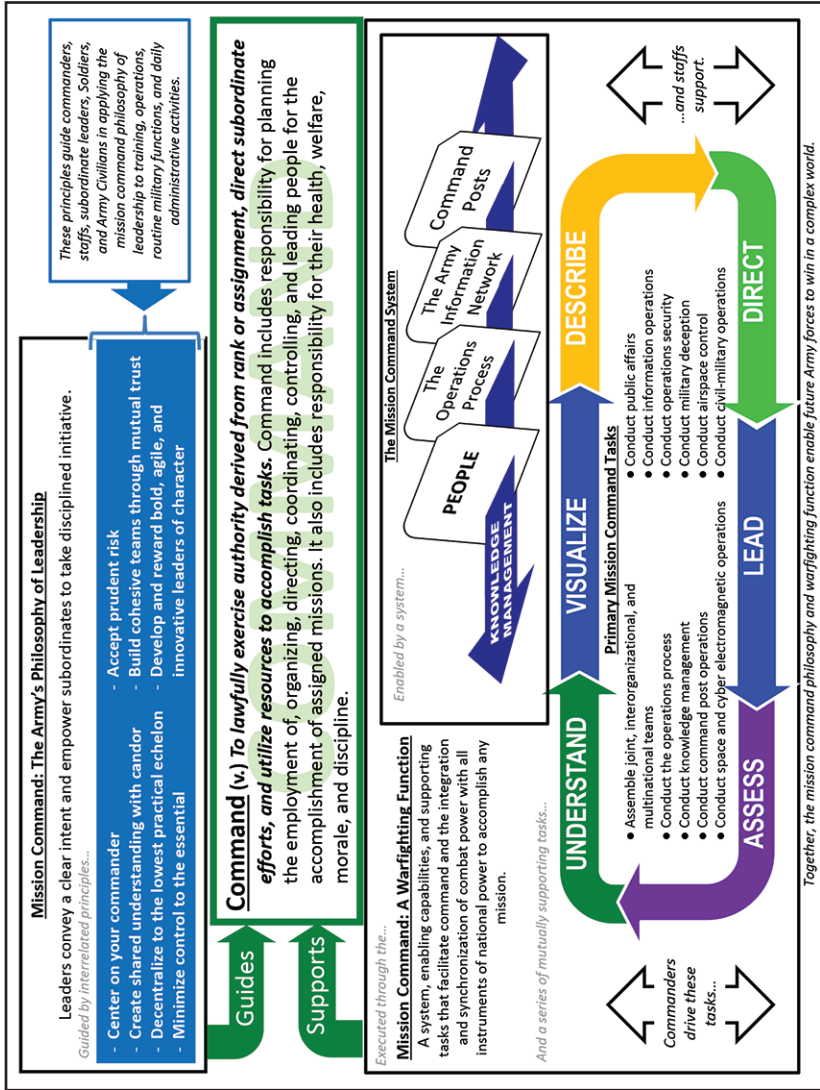 Mission Command: The Army's Philosophy of Leadership
Leaders convey a clear intent and empower subordinates to take disciplined initiative.
Guided by interrelated principles...
- Center on your commander
- Create shared understanding with candor
- Decentralize to the lowest practical echelon
- Minimize control to the essential
- Accept prudent risk
- Build cohesive teams through mutual trust
- Develop and reward bold, agile, and
innovative leaders of character
These principles guide commanders,
staffs, subordinate leaders, Soldiers,
and Army Civilians in applying the
mission command philosophy of
leadership to training, operations,
routine military functions, and daily
administrative activities.
Guides
Supports
COMMAND
Command (v.) To lawfully exercise authority derived from rank or assignment, direct subordinate
efforts, and utilize resources to accomplish tasks. Command includes responsibility for planning
the employment of, organizing, directing, coordinating, controlling, and leading people for the
accomplishment of assigned missions. It also includes responsibility for their health, welfare,
morale, and discipline.
Executed through the...
Mission Command: A Warfighting Function
A system, enabling capabilities, and supporting
tasks that facilitate command and the integration
and synchronization of combat power with all
instruments of national power to accomplish any
mission.
Enabled by a system...
The Mission Command System
KNOWLEDGE
MANAGEMENT
PEOPLE
The
Operations
Process
The Army
Information
Network
Command
Posts
And a series of mutually supporting tasks...
Commanders
drive these
tasks...
UNDERSTAND
VISUALIZE
DESCRIBE
Primary Mission Command Tasks
● Assemble joint, interorganizational, and
multinational teams
● Conduct the operations process
● Conduct knowledge management
● Conduct command post operations
● Conduct space and cyber electromagnetic operations
● Conduct public affairs
● Conduct information operations
● Conduct operations security
● Conduct military deception
● Conduct airspace control
● Conduct civil-military operations
ASSESS
LEAD
DIRECT
...and staffs
support.
Together, the mission command philosophy and warfighting function enable future Army forces to win in a complex world.